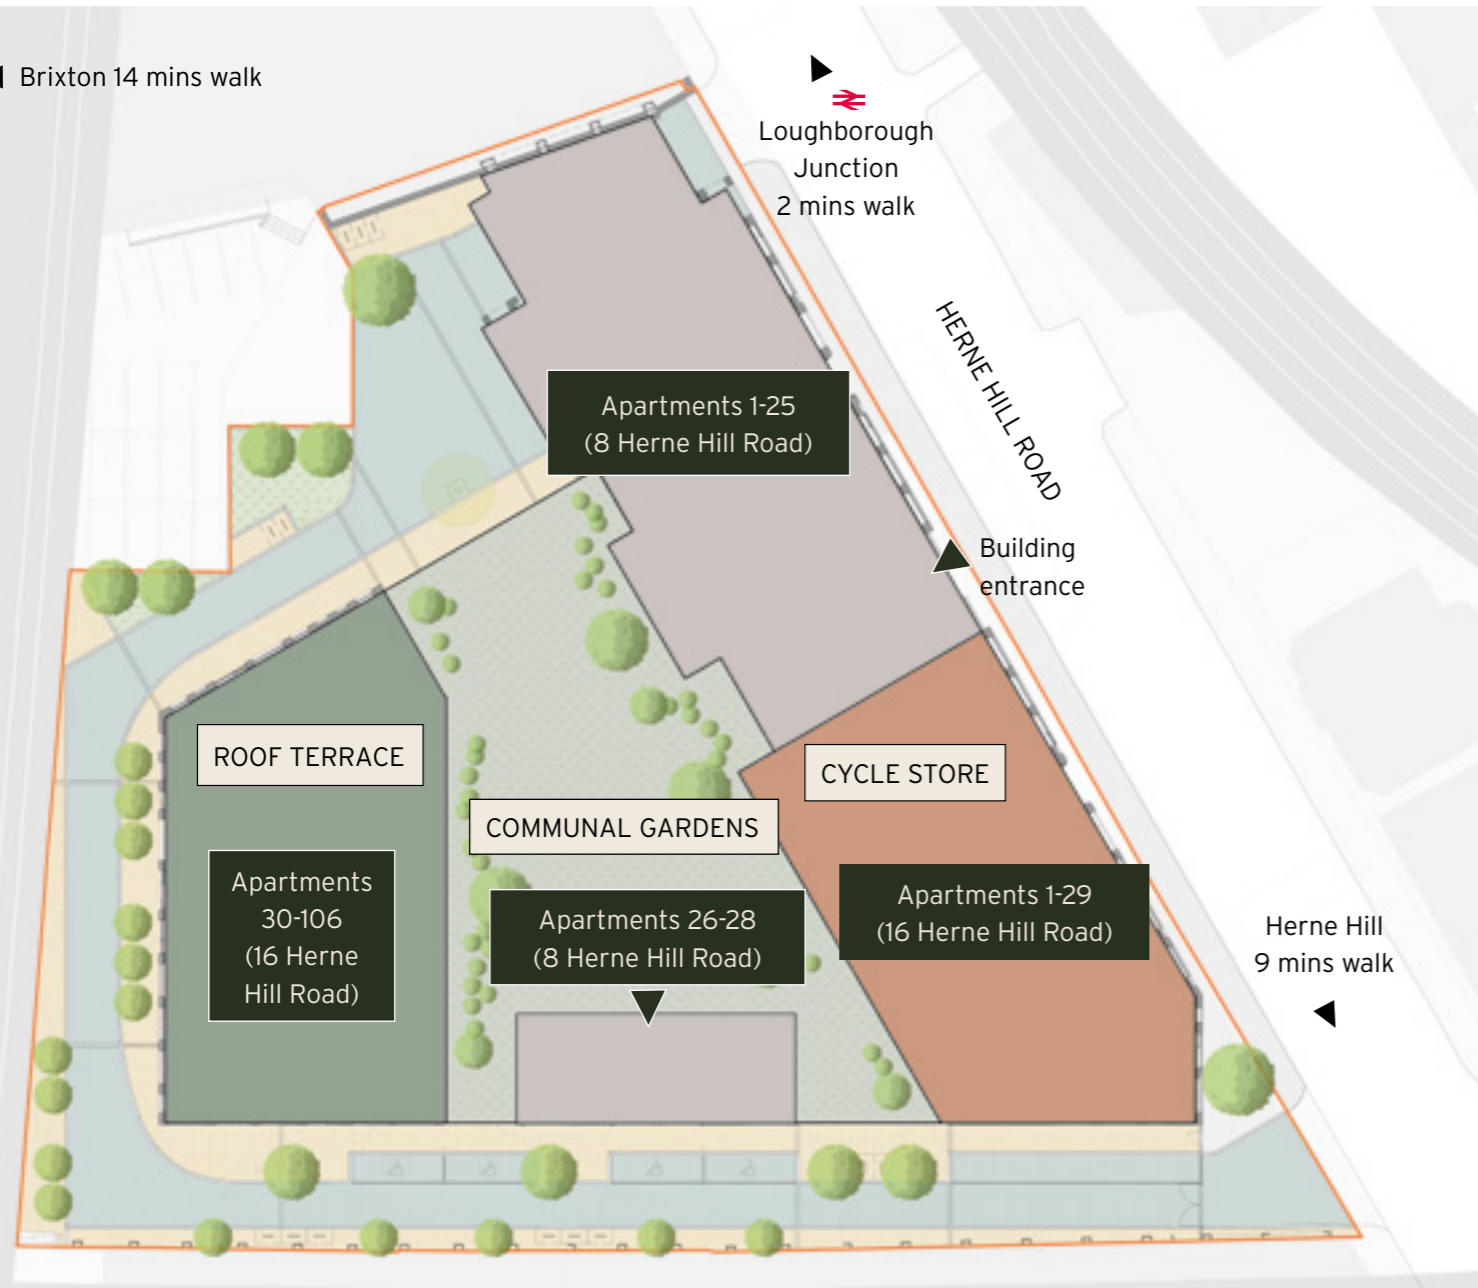 Brixton 14 mins walk
Loughborough
Junction
2 mins walk
HERNE HILL ROAD
Apartments 1-25
(8 Herne Hill Road)
Building
entrance
ROOF TERRACE
CYCLE STORE
COMMUNAL GARDENS
Apartments
30-106
(16 Herne
Hill Road)
Apartments 26-28
(8 Herne Hill Road)
Apartments 1-29
(16 Herne Hill Road)
Herne Hill
9 mins walk